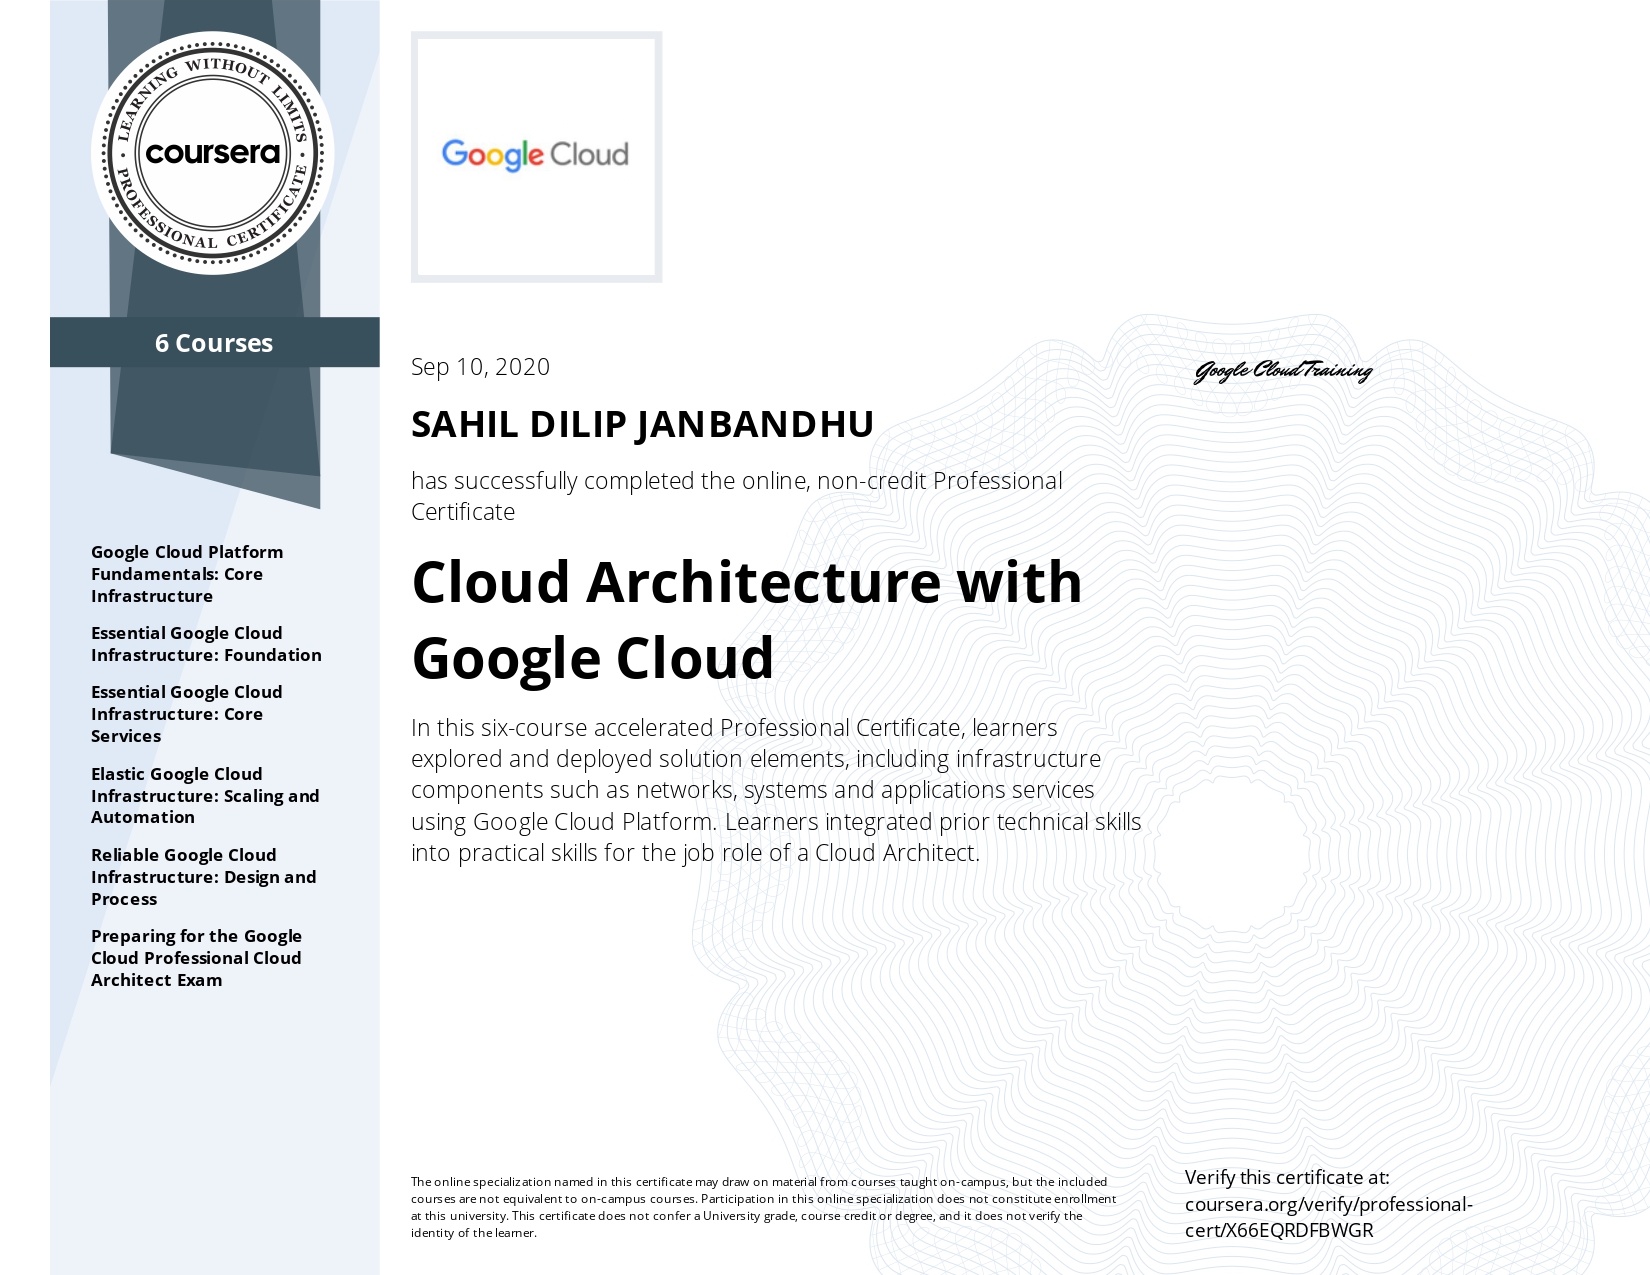 LEARNING WITHOUT LIMITS
coursera
PROFESSIONAL CERTIFICATE
6 Courses
Google Cloud Platform
Fundamentals: Core
Infrastructure
Essential Google Cloud
Infrastructure: Foundation
Essential Google Cloud
Infrastructure: Core
Services
Elastic Google Cloud
Infrastructure: Scaling and
Automation
Reliable Google Cloud
Infrastructure: Design and
Process
Preparing for the Google
Cloud Professional Cloud
Architect Exam
Google Cloud
Sep 10, 2020
SAHIL DILIP JANBANDHU
has successfully completed the online, non-credit Professional
Certificate
Cloud Architecture with
Google Cloud
In this six-course accelerated Professional Certificate, learners
explored and deployed solution elements, including infrastructure
components such as networks, systems and applications services
using Google Cloud Platform. Learners integrated prior technical skills
into practical skills for the job role of a Cloud Architect.
Google Cloud Training
The online specialization named in this certificate may draw on material from courses taught on-campus, but the included
courses are not equivalent to on-campus courses. Participation in this online specialization does not constitute enrollment
at this university. This certificate does not confer a University grade, course credit or degree, and it does not verify the
identity of the learner.
Verify this certificate at:
coursera.org/verify/professional-
cert/X66EQRDFBWGR